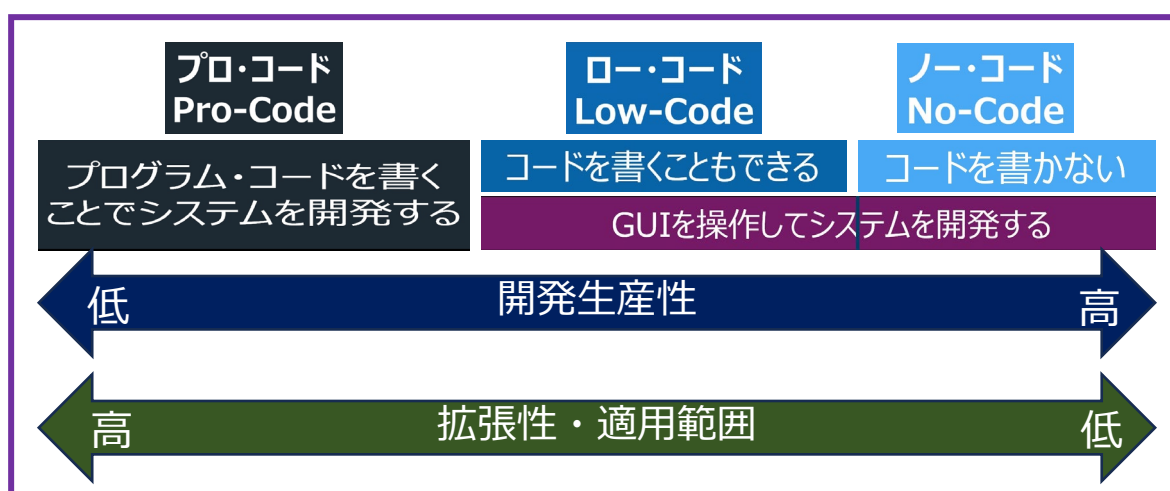 プロ・コード
Pro-Code
ロー・コード
Low-Code
ノー・コード
No-Code
プログラム・コードを書く
ことでシステムを開発する
コードを書くこともできる
コードを書かない
GUIを操作してシステムを開発する
低
開発生産性
高
高
拡張性・適用範囲
低